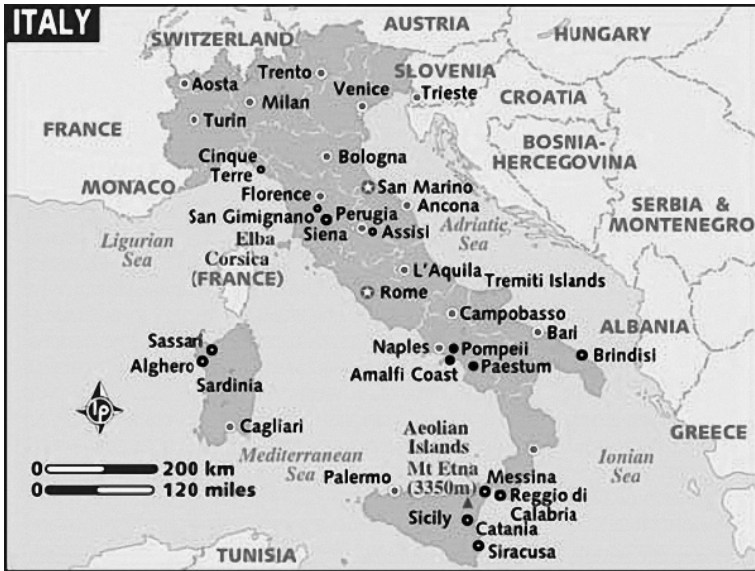 ITALY
AUSTRIA
HUNGARY
SWITZERLAND
Trento
Venice
SLOVENIA
Aosta
Milan
Trieste
CROATIA
FRANCE
Turin
BOSNIA-
HERCEGOVINA
Cinque
Terre
Bologna
MONACO
San Marino
Florence
Ancona
SERBIA &
MONTENEGRO
San Gimignano
Perugia
Adriatic
Sea
Siena
Assisi
Ligurian
Sea
Elba
Corsica
(FRANCE)
L'Aquila
Tremiti Islands
Rome
Campobasso
Bari
ALBANIA
Sassari
Naples
Pompeii
Brindisi
Alghero
Amalfi Coast
Paestum
Sardinia
lp
Cagliari
Aeolian
Islands
GREECE
Mediterranean
Sea
Ionian
Sea
0 200 km
0 120 miles
Mt Etna
(3350m)
Palermo
Messina
Reggio di
Calabria
Sicily
Catania
Siracusa
TUNISIA